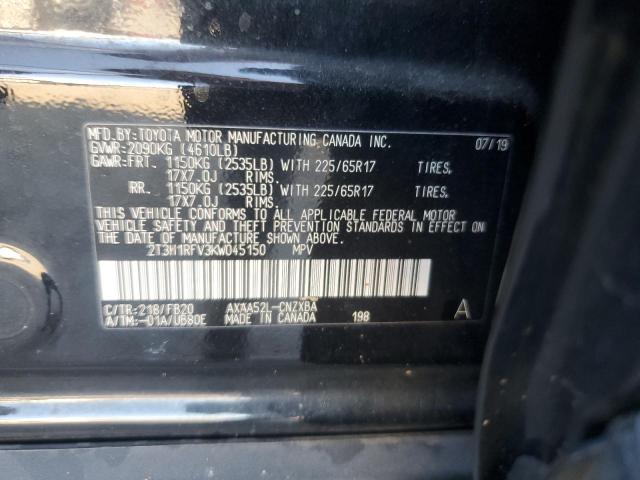 MFD.BY:TOYOTA MOTOR MANUFACTURING CANADA INC. 07/19
GVWR:2090KG (4610LB)
GAWR:FRT. 1150KG (2535LB) WITH 225/65R17 TIRES.
17X7.0J RIMS.
RR. 1150KG (2535LB) WITH 225/65R17 TIRES.
17X7.0J RIMS.
THIS VEHICLE CONFORMS TO ALL APPLICABLE FEDERAL MOTOR
VEHICLE SAFETY AND THEFT PREVENTION STANDARDS IN EFFECT ON
THE DATE OF MANUFACTURE SHOWN ABOVE.
2T3H1RFV3KW045150 MPV
C/TR:218/FB20 AXAA52L-CNZXBA
A/TM:-01A/U680E MADE IN CANADA 198 A